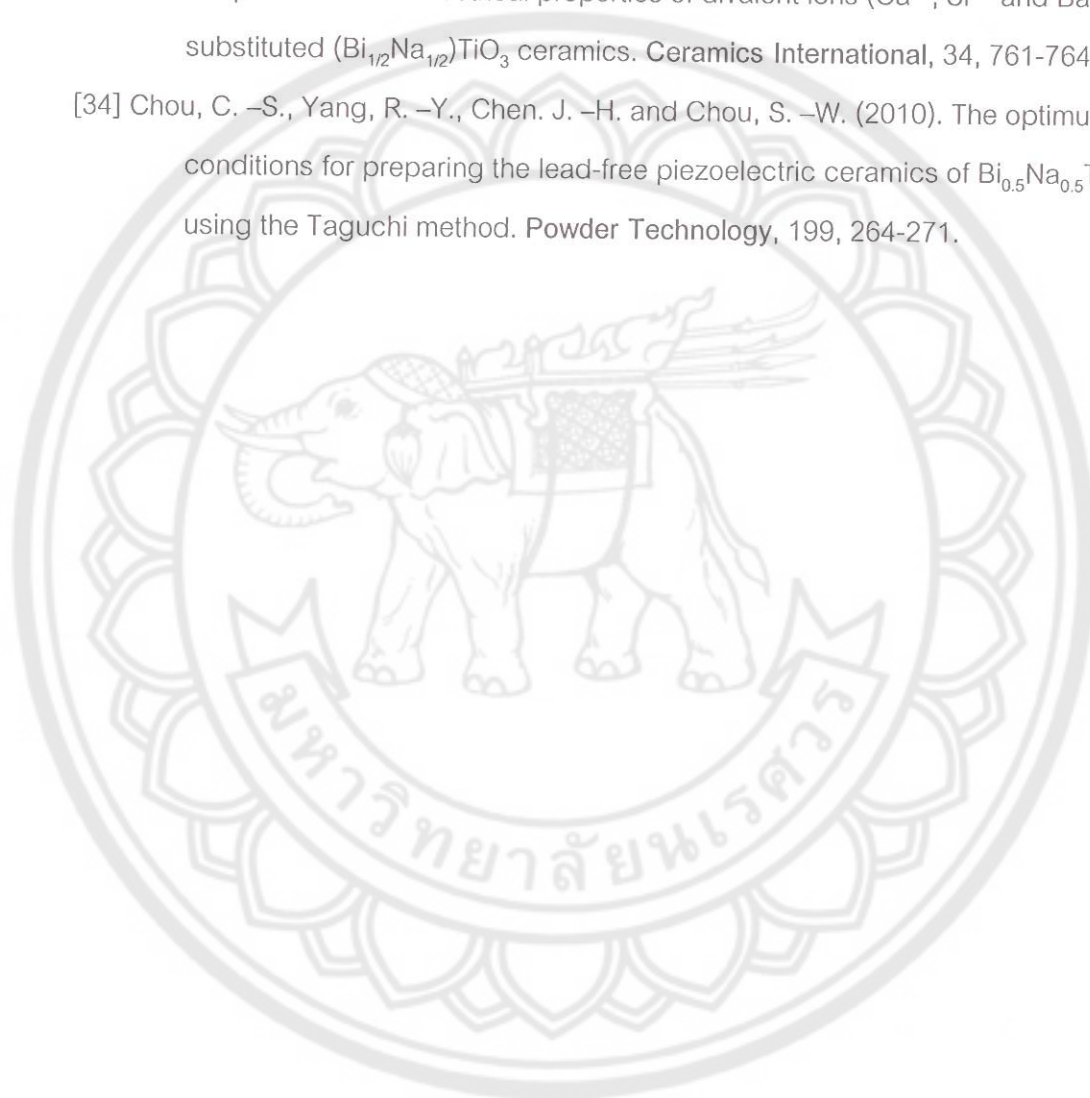 properties of divalent ions (Ca²⁺, Sr²⁺ and Ba
substituted (Bi₁/₂Na₁/₂)TiO₃ ceramics. Ceramics International, 34, 761-764
[34] Chou, C. –S., Yang, R. –Y., Chen. J. –H. and Chou, S. –W. (2010). The optimu
conditions for preparing the lead-free piezoelectric ceramics of Bi₀.₅Na₀.₅T
using the Taguchi method. Powder Technology, 199, 264-271.
มหาวิทยาลัยนเรศวร